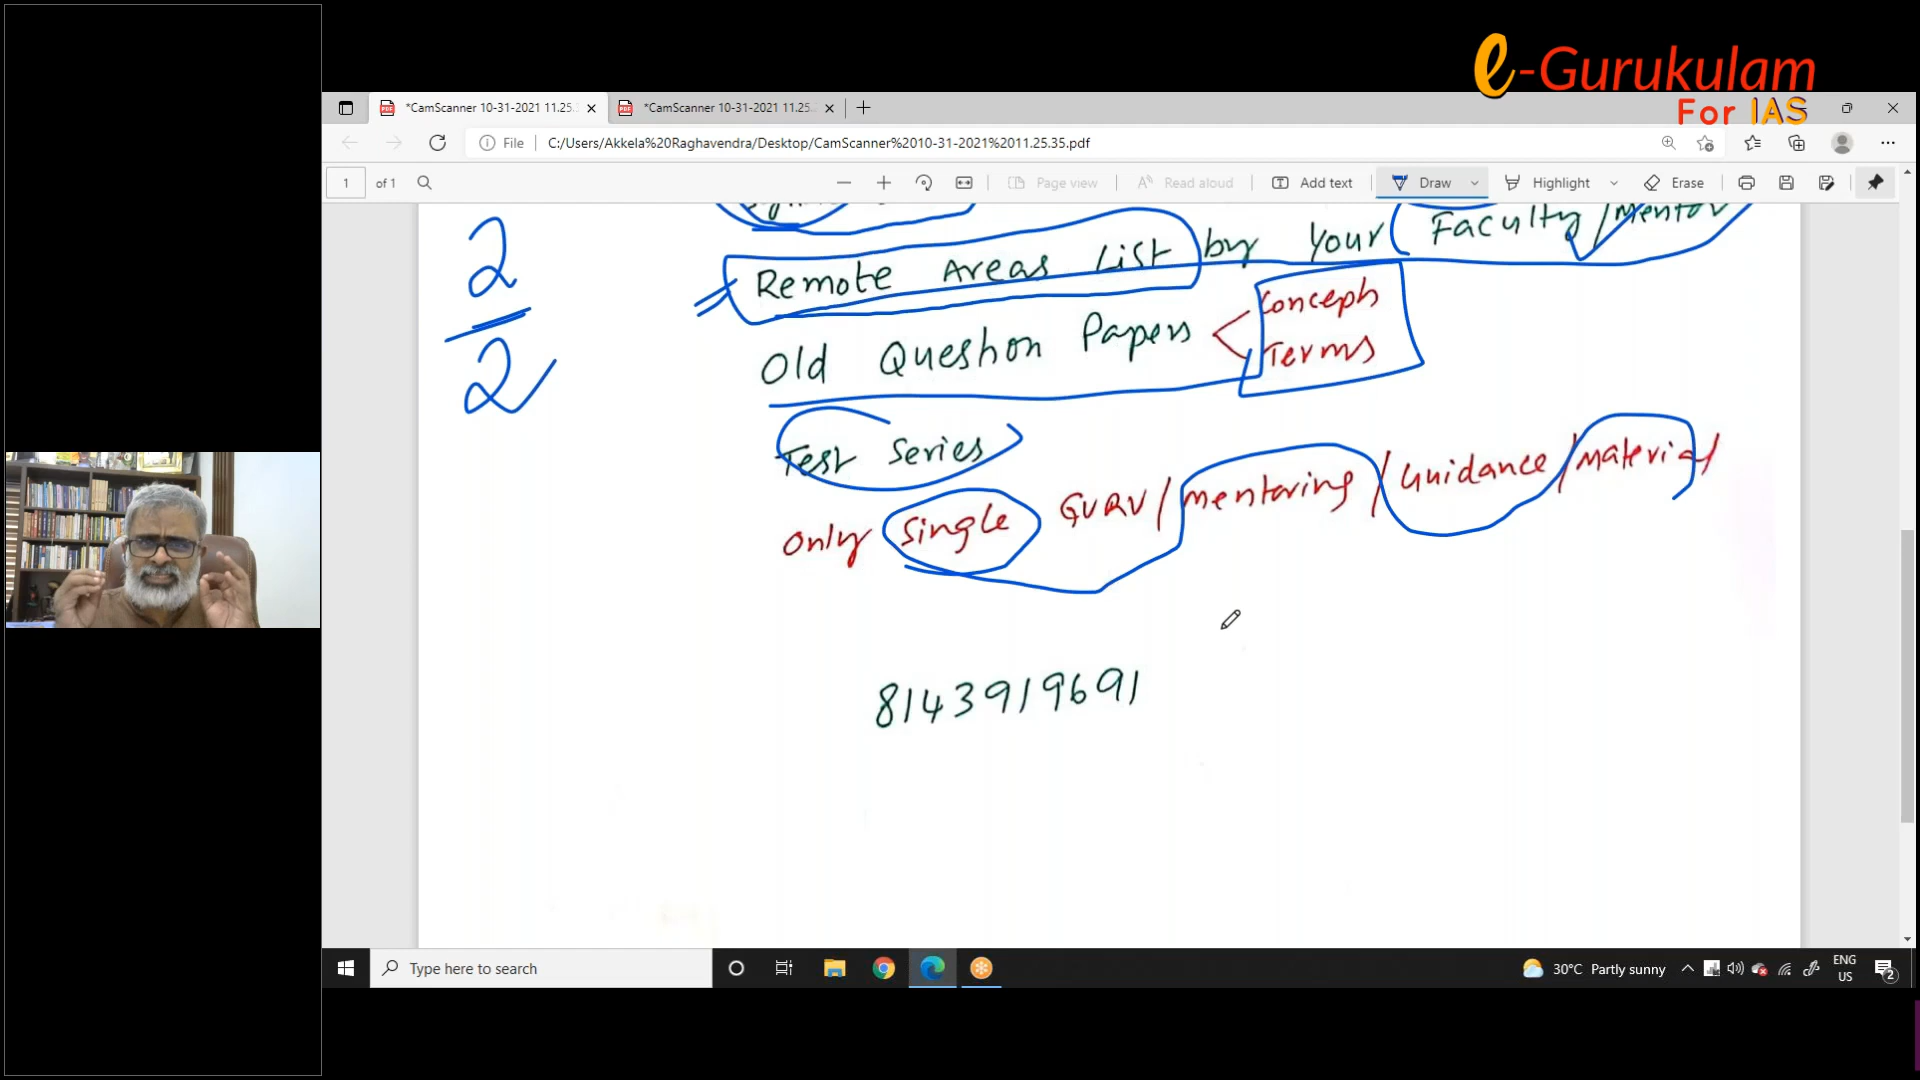 e-Gurukulam
For IAS
*CamScanner 10-31-2021 11.25.
*CamScanner 10-31-2021 11.25.
File
C:/Users/Akkela%20Raghavendra/Desktop/CamScanner%2010-31-2021%2011.25.35.pdf
1 of 1
Page view
Read aloud
Add text
Draw
Highlight
Erase
2
2
Remote Areas List by Your Faculty / Mentor
Old Question Papers
Concepts
Terms
Test Series
Only Single GURU / mentoring / Guidance / Material
8143919691
Type here to search
30°C Partly sunny
ENG
US
2